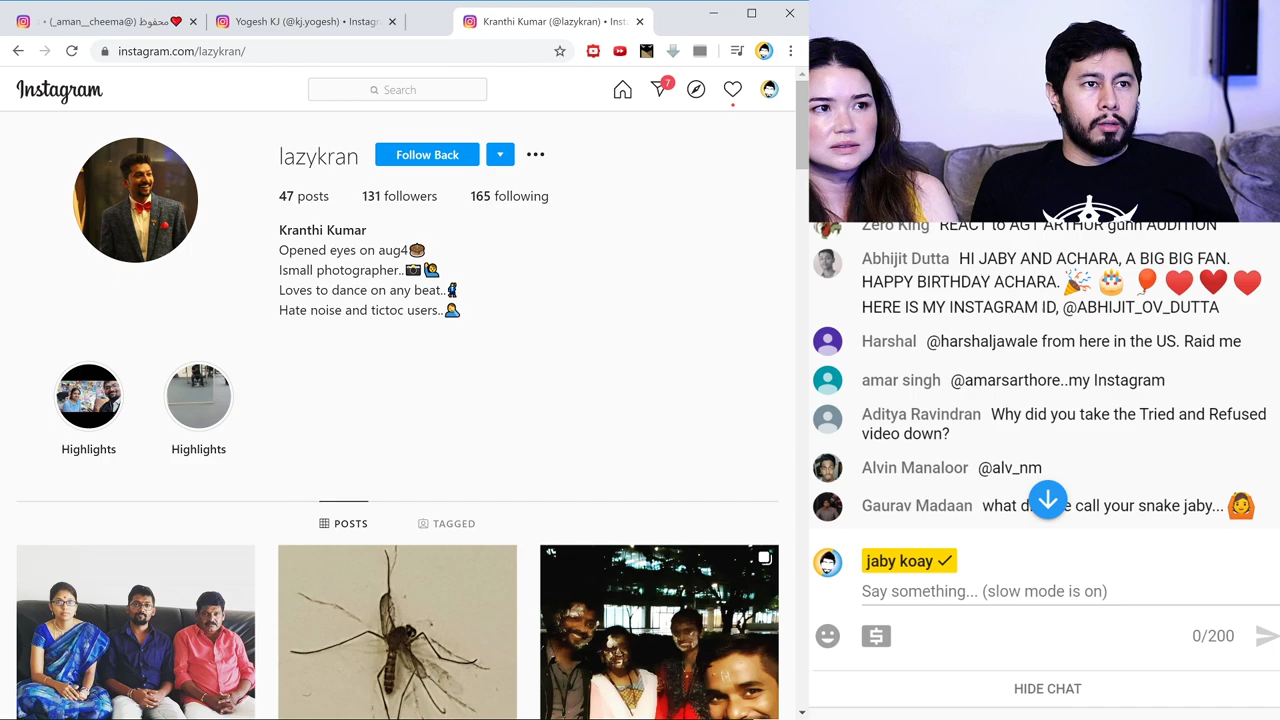 محفوظ❤️ (@_aman__cheema) •
Yogesh KJ (@kj.yogesh) • Instagr
Kranthi Kumar (@lazykran) • Inst
instagram.com/lazykran/
Instagram
Search
7
lazykran
Follow Back
47 posts 131 followers 165 following
Kranthi Kumar
Opened eyes on aug4🎂
Ismall photographer..📷🙋‍♂️
Loves to dance on any beat..🕺
Hate noise and tictoc users..🤦‍♂️
Highlights
Highlights
POSTS
TAGGED
Zero King REACT to AGT ARTHUR gunn AUDITION
Abhijit Dutta HI JABY AND ACHARA, A BIG BIG FAN.
HAPPY BIRTHDAY ACHARA. 🎉 🎂 🎈 ♥️ ♥️ ♥️
HERE IS MY INSTAGRAM ID, @ABHIJIT_OV_DUTTA
Harshal @harshaljawale from here in the US. Raid me
amar singh @amarsarthore..my Instagram
Aditya Ravindran Why did you take the Tried and Refused
video down?
Alvin Manaloor @alv_nm
Gaurav Madaan what call your snake jaby... 🙆‍♀️
jaby koay ✓
Say something... (slow mode is on)
0/200
HIDE CHAT